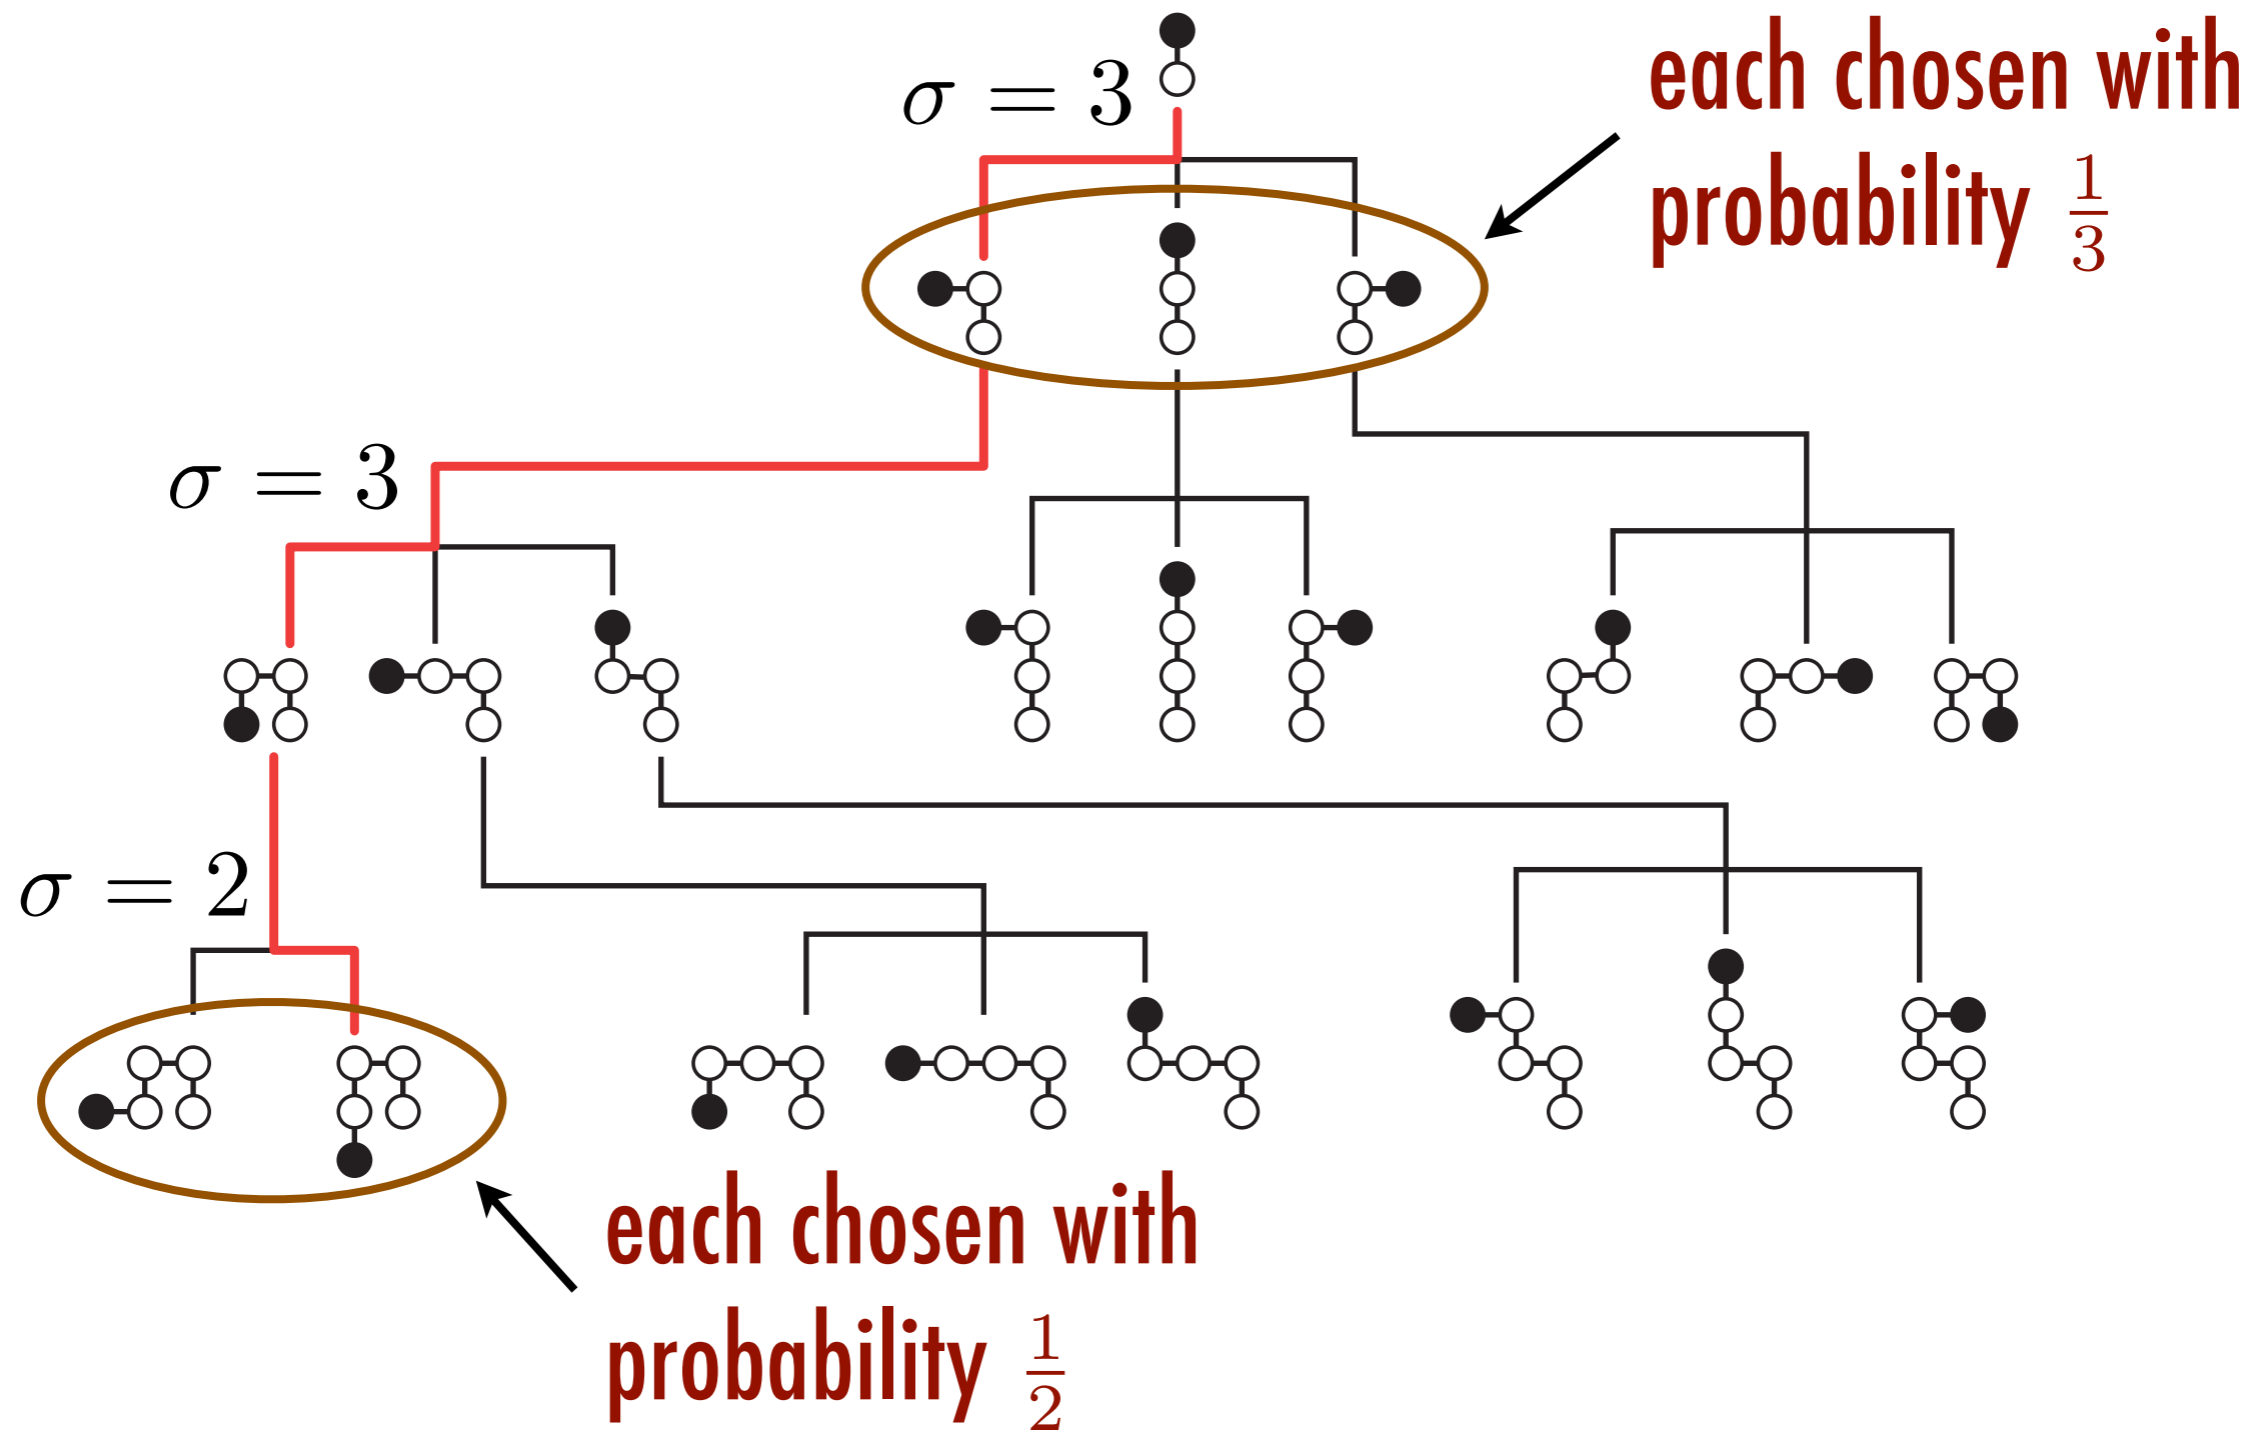 σ = 3
each chosen with
probability 1/3
σ = 3
σ = 2
each chosen with
probability 1/2